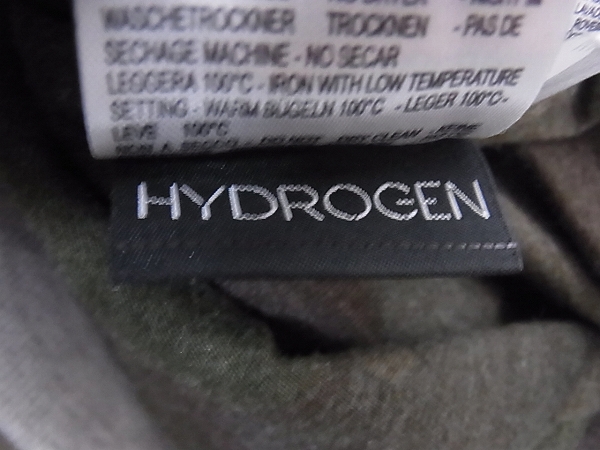 WASCHETROCKNER TROCKNEN - PAS DE
SECHAGE MACHINE - NO SECAR
LEGGERA 100°C - IRON WITH LOW TEMPERATURE
SETTING - WARM BUGELN 100°C - LEGER 100°C -
LEVE 100°C
HYDROGEN